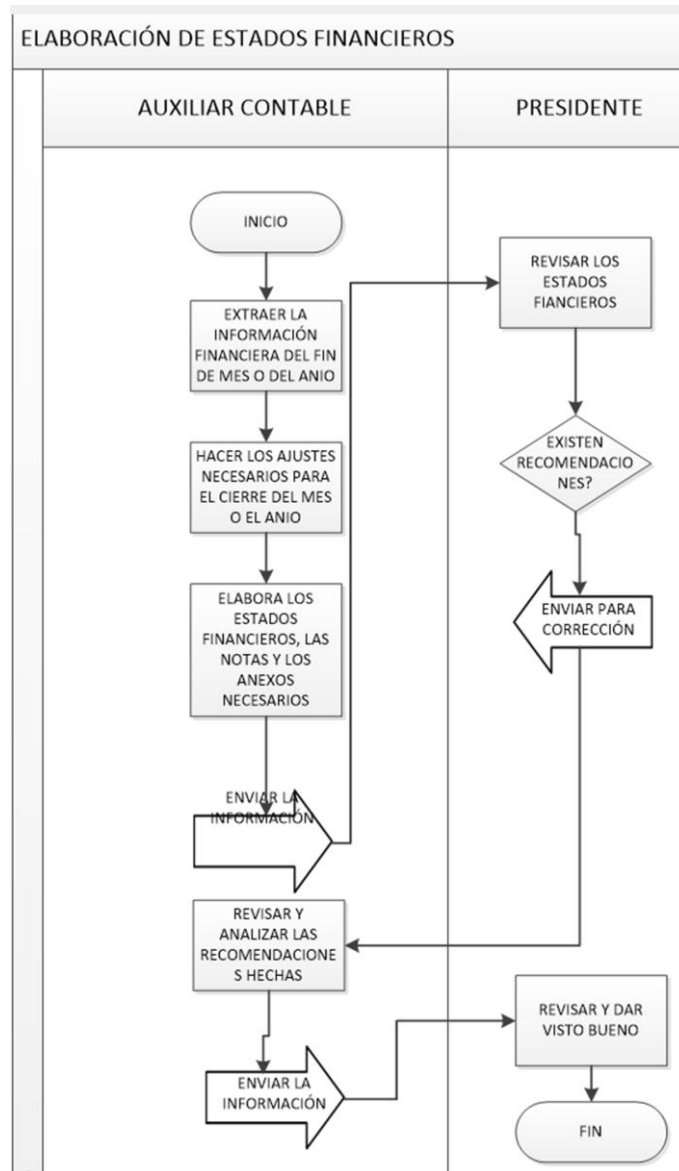 ELABORACIÓN DE ESTADOS FINANCIEROS
AUXILIAR CONTABLE
PRESIDENTE
INICIO
EXTRAER LA
INFORMACIÓN
FINANCIERA DEL FIN
DE MES O DEL ANIO
HACER LOS AJUSTES
NECESARIOS PARA
EL CIERRE DEL MES
O EL ANIO
ELABORA LOS
ESTADOS
FINANCIEROS, LAS
NOTAS Y LOS
ANEXOS
NECESARIOS
ENVIAR LA
INFORMACIÓN
REVISAR LOS
ESTADOS
FIANCIEROS
EXISTEN
RECOMENDACIO
NES?
ENVIAR PARA
CORRECCIÓN
REVISAR Y
ANALIZAR LAS
RECOMENDACIONE
S HECHAS
ENVIAR LA
INFORMACIÓN
REVISAR Y DAR
VISTO BUENO
FIN